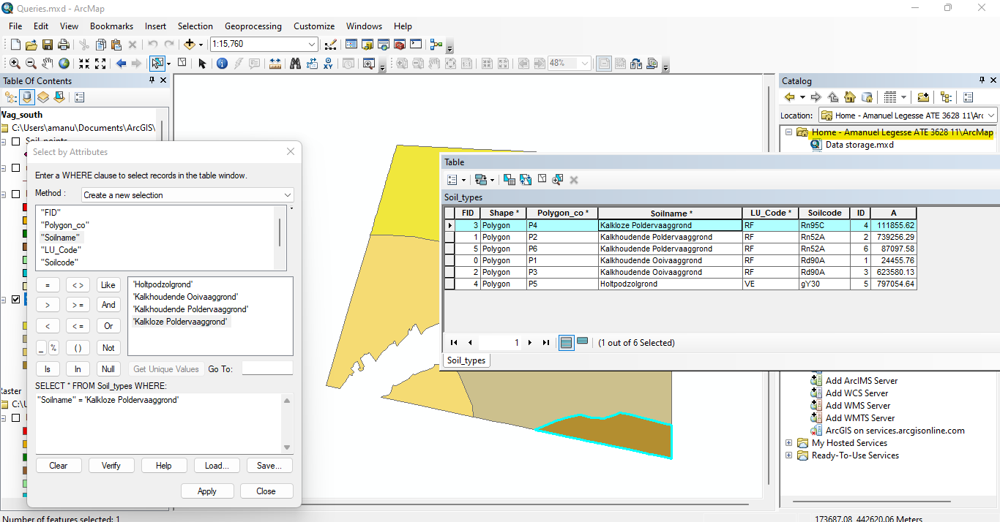 Queries.mxd - ArcMap
File Edit View Bookmarks Insert Selection Geoprocessing Customize Windows Help
1:15,760
48%
Table Of Contents
Vag_south
C:\Users\amanu\Documents\ArcGIS\
Select by Attributes
Enter a WHERE clause to select records in the table window.
Method : Create a new selection
"FID"
"Polygon_co"
"Soilname"
"LU_Code"
"Soilcode"
= < > Like
> > = And
< < = Or
_ % ( ) Not
Is In Null
'Holtpodzolgrond'
'Kalkhoudende Ooivaaggrond'
'Kalkhoudende Poldervaaggrond'
'Kalkloze Poldervaaggrond'
Get Unique Values Go To:
SELECT * FROM Soil_types WHERE:
"Soilname" = 'Kalkloze Poldervaaggrond'
Clear Verify Help Load... Save...
Apply Close
aster
Table
Soil_types
FID Shape * Polygon_co * Soilname * LU_Code * Soilcode ID A
3 Polygon P4 Kalkloze Poldervaaggrond RF Rn95C 4 111855.62
1 Polygon P2 Kalkhoudende Poldervaaggrond RF Rn52A 2 739256.29
5 Polygon P6 Kalkhoudende Poldervaaggrond RF Rn52A 6 87097.58
0 Polygon P1 Kalkhoudende Ooivaaggrond RF Rd90A 1 24455.76
2 Polygon P3 Kalkhoudende Ooivaaggrond RF Rd90A 3 623580.13
4 Polygon P5 Holtpodzolgrond VE gY30 5 797054.64
1 (1 out of 6 Selected)
Soil_types
Catalog
Location: Home - Amanuel Legesse ATE 3628 11\Arc
Home - Amanuel Legesse ATE 3628 11\ArcMap
Data storage.mxd
Add ArcIMS Server
Add WCS Server
Add WMS Server
Add WMTS Server
ArcGIS on services.arcgisonline.com
My Hosted Services
Ready-To-Use Services
Number of features selected: 1
173687.08 442620.06 Meters